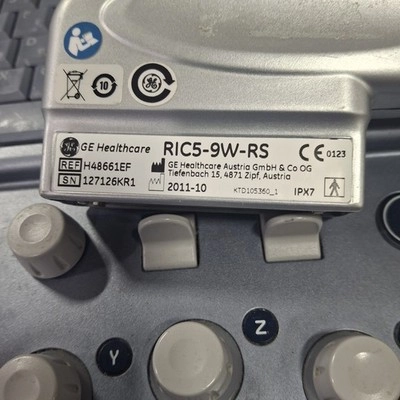 10
GE Healthcare RIC5-9W-RS CE 0123
REF H48661EF GE Healthcare Austria GmbH & Co OG
Tiefenbach 15, 4871 Zipf, Austria
SN 127126KR1 2011-10 KTD105360_1 IPX7
Z
Y